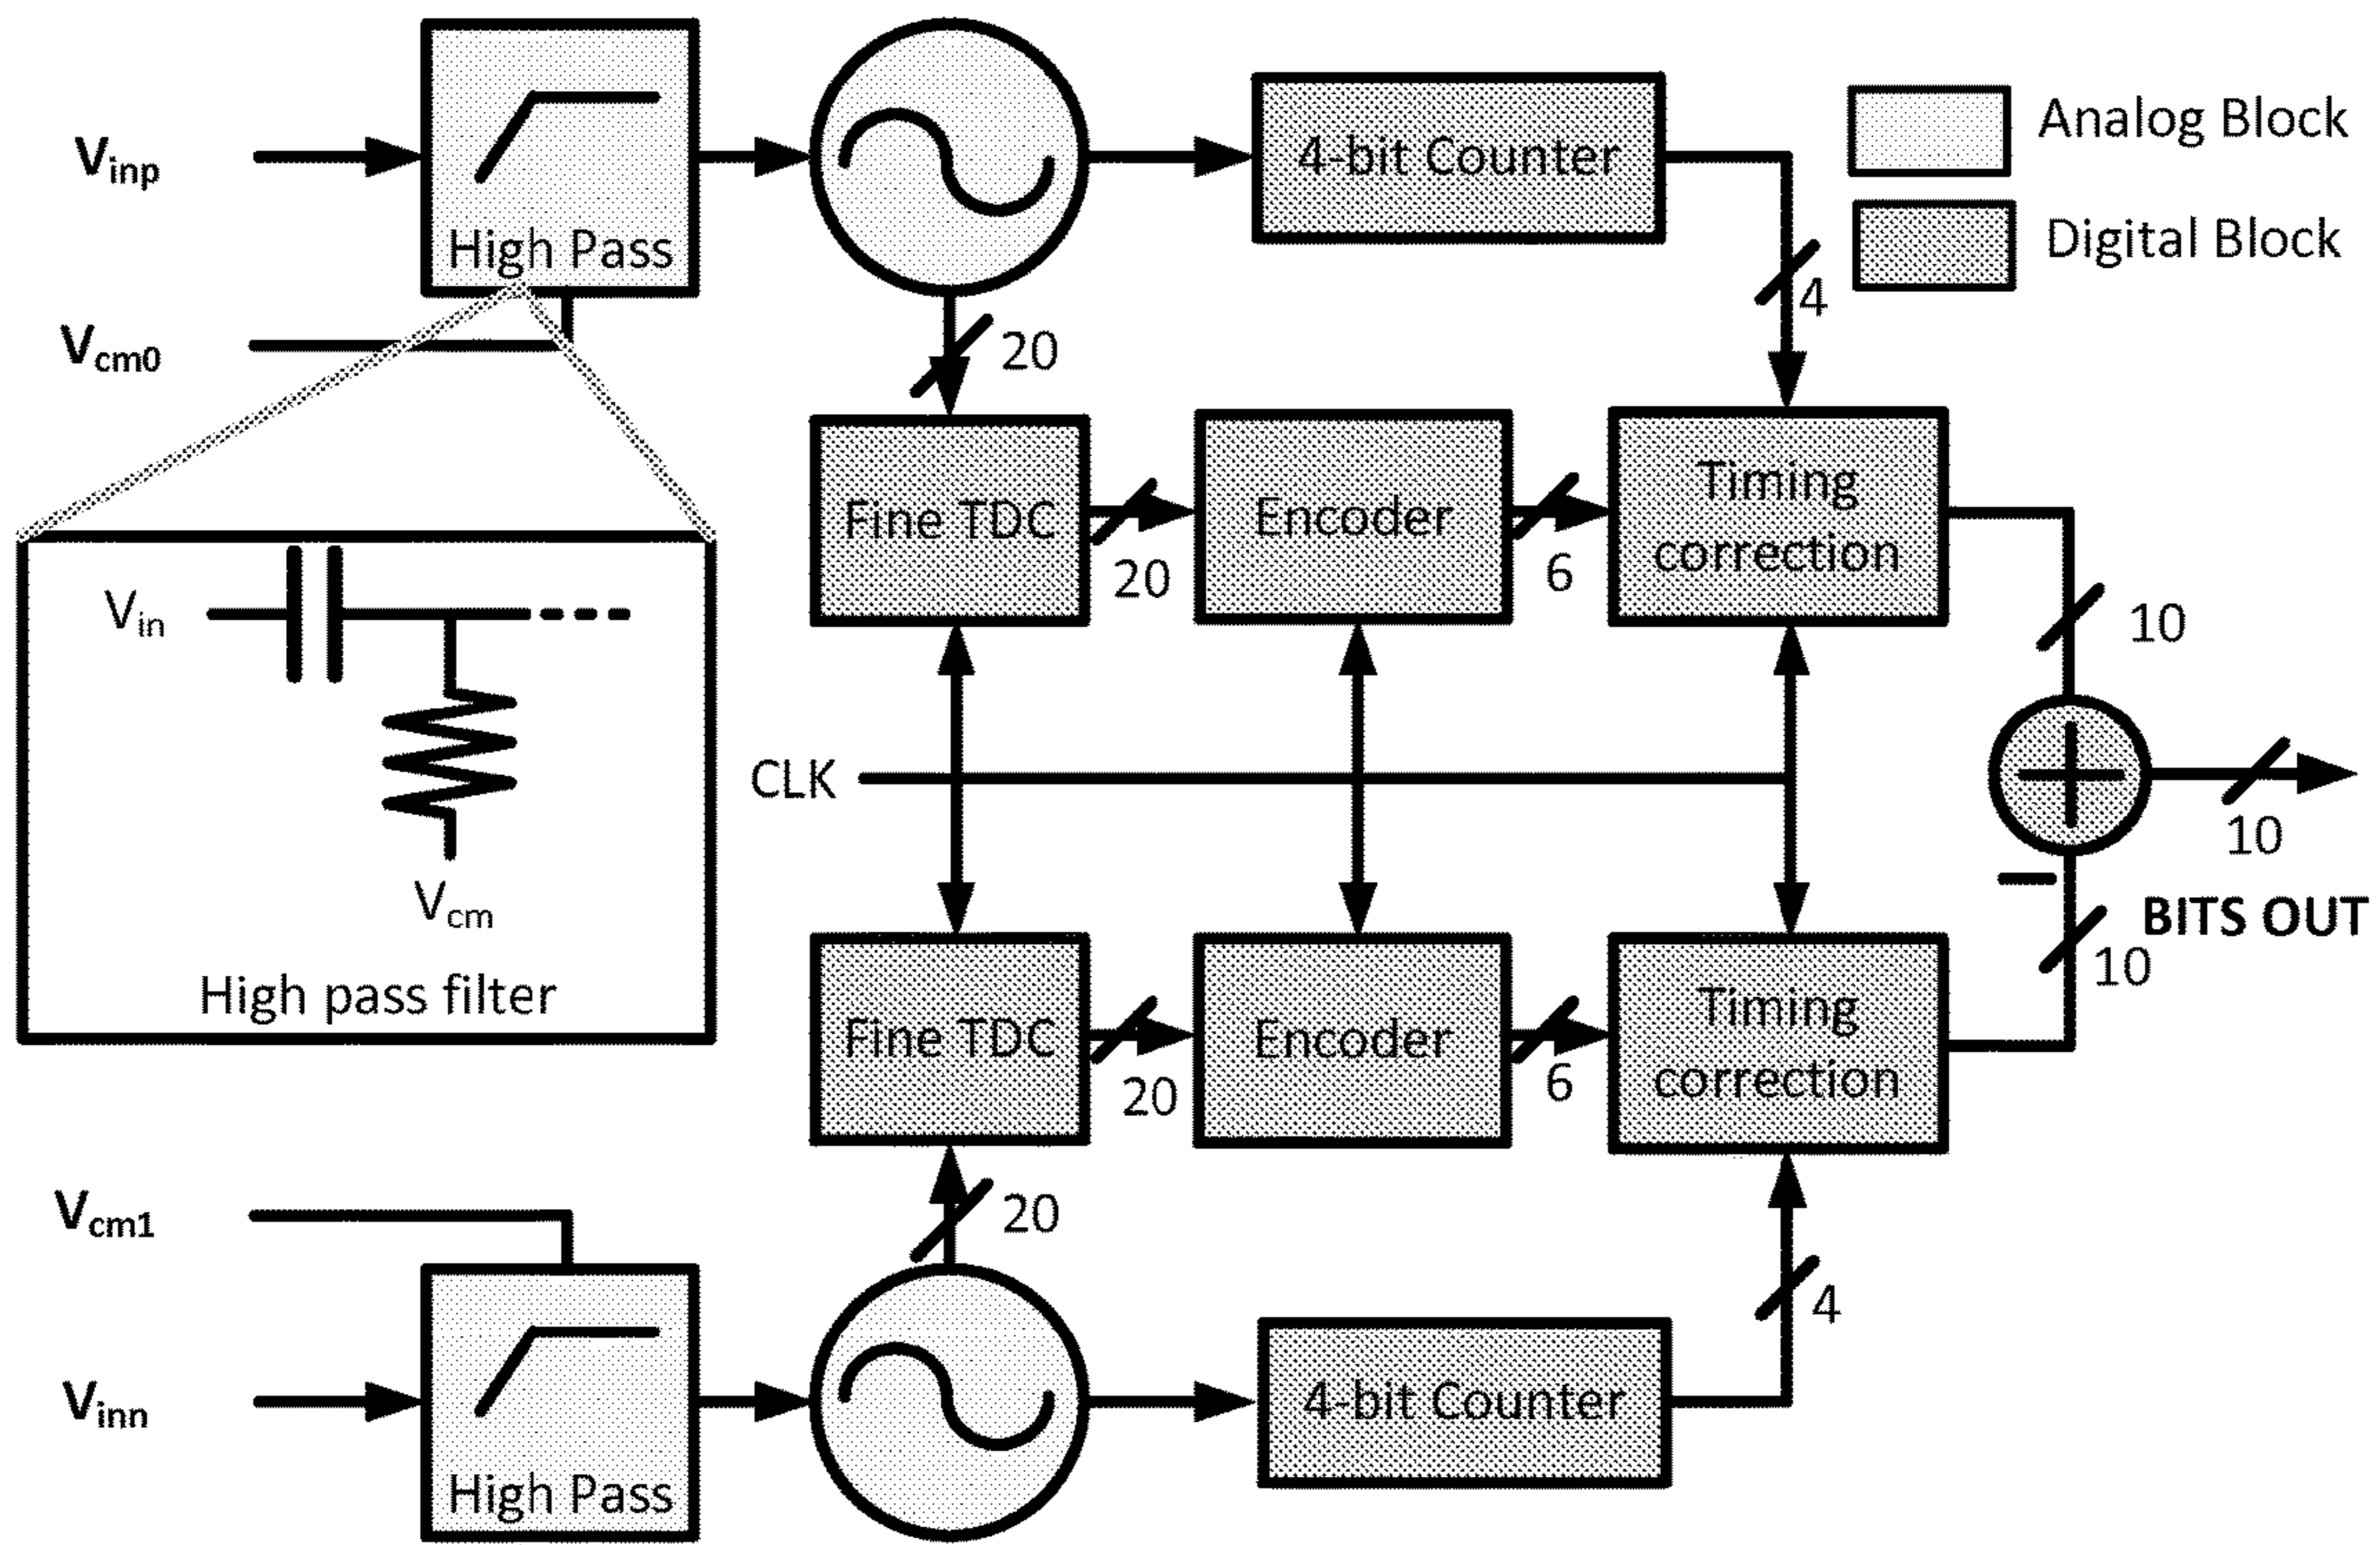 V_inp
High Pass
V_cm0
4-bit Counter
Analog Block
Digital Block
4
20
Fine TDC
20
Encoder
6
Timing
correction
10
V_in
V_cm
High pass filter
CLK
10
BITS OUT
10
Fine TDC
20
Encoder
6
Timing
correction
V_cm1
20
4
V_inn
High Pass
4-bit Counter